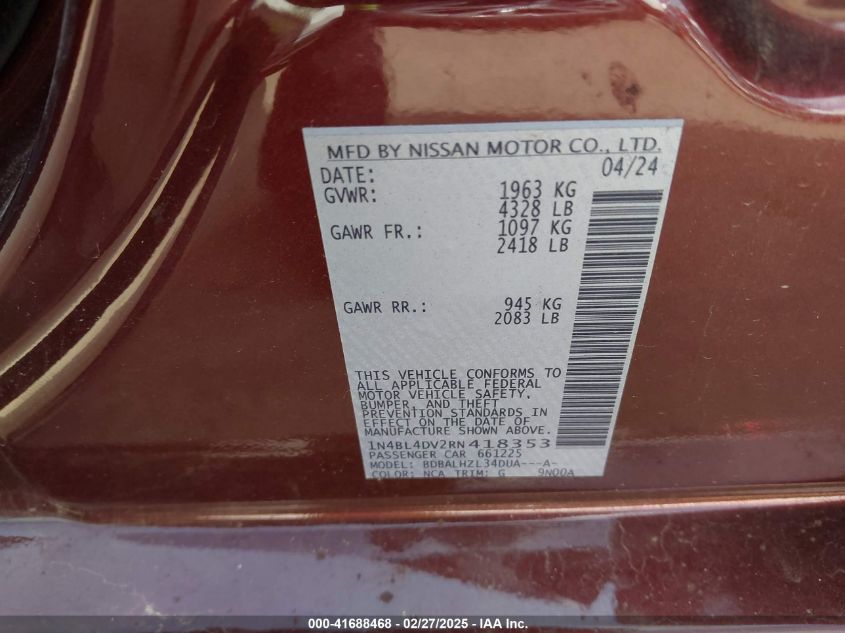 MFD BY NISSAN MOTOR CO., LTD.
DATE: 04/24
GVWR: 1963 KG
4328 LB
GAWR FR.: 1097 KG
2418 LB
GAWR RR.: 945 KG
2083 LB
THIS VEHICLE CONFORMS TO
ALL APPLICABLE FEDERAL
MOTOR VEHICLE SAFETY,
BUMPER, AND THEFT
PREVENTION STANDARDS IN
EFFECT ON THE DATE OF
MANUFACTURE SHOWN ABOVE.
1N4BL4DV2RN418353
PASSENGER CAR 661225
MODEL: BDBALHZL34DUA---A-
COLOR: NCA TRIM: G 9N00A
000-41688468 — 02/27/2025 — IAA Inc.